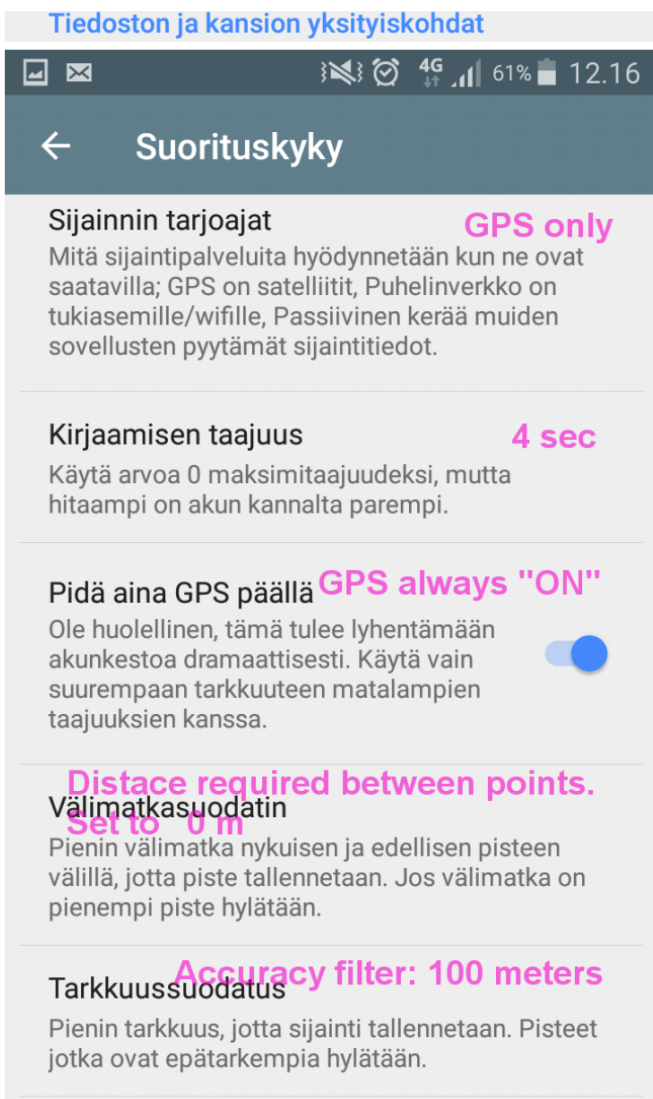 Tiedoston ja kansion yksityiskohdat
4G 61% 12.16
Suorituskyky
Sijainnin tarjoajat GPS only
Mitä sijaintipalveluita hyödynnetään kun ne ovat
saatavilla; GPS on satelliitit, Puhelinverkko on
tukiasemille/wifille, Passiivinen kerää muiden
sovellusten pyytämät sijaintitiedot.
Kirjaamisen taajuus 4 sec
Käytä arvoa 0 maksimitaajuudeksi, mutta
hitaampi on akun kannalta parempi.
Pidä aina GPS päällä GPS always "ON"
Ole huolellinen, tämä tulee lyhentämään
akunkestoa dramaattisesti. Käytä vain
suurempaan tarkkuuteen matalampien
taajuuksien kanssa.
Distace required between points.
Välimatkasuodatin
Set to 0 m
Pienin välimatka nykuisen ja edellisen pisteen
välillä, jotta piste tallennetaan. Jos välimatka on
pienempi piste hylätään.
Accuracy filter: 100 meters
Tarkkuussuodatus
Pienin tarkkuus, jotta sijainti tallennetaan. Pisteet
jotka ovat epätarkempia hylätään.